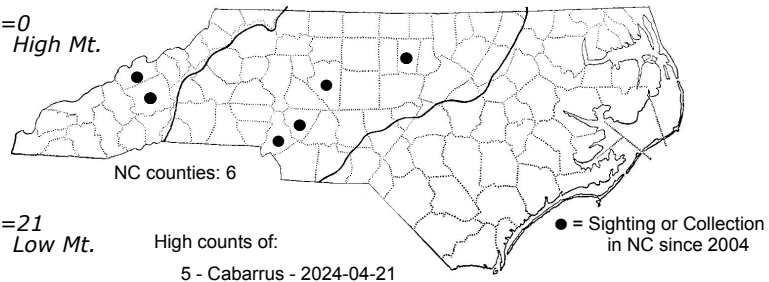 =0
High Mt.
NC counties: 6
=21
Low Mt.
High counts of:
5 - Cabarrus - 2024-04-21
● = Sighting or Collection
in NC since 2004